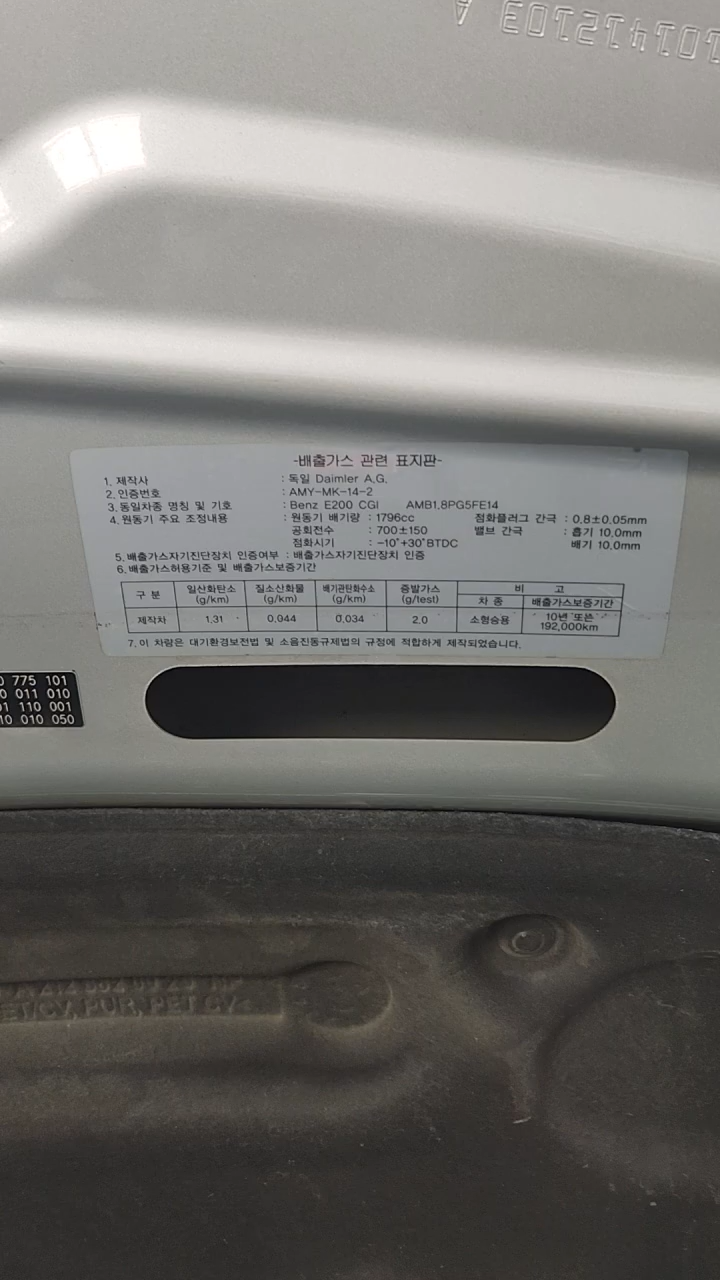 -배출가스 관련 표지판-
1. 제작사 : 독일 Daimler A.G.
2. 인증번호 : AMY-MK-14-2
3. 동일차종 명칭 및 기호 : Benz E200 CGI AMB1.8PG5FE14
4. 원동기 주요 조정내용 : 원동기 배기량 : 1796cc 점화플러그 간극 : 0.8±0.05mm
공회전수 : 700±150 밸브 간극 : 흡기 10.0mm
점화시기 : -10°+30°BTDC 배기 10.0mm
5. 배출가스자기진단장치 인증여부 : 배출가스자기진단장치 인증
6. 배출가스허용기준 및 배출가스보증기간
구 분 일산화탄소 (g/km) 질소산화물 (g/km) 배기관탄화수소 (g/km) 증발가스 (g/test) 비 고
차 종 배출가스보증기간
제작차 1.31 0.044 0.034 2.0 소형승용 10년 또는 192,000km
7. 이 차량은 대기환경보전법 및 소음진동규제법의 규정에 적합하게 제작되었습니다.
775 101
0 011 010
110 001
010 050
PUR PET